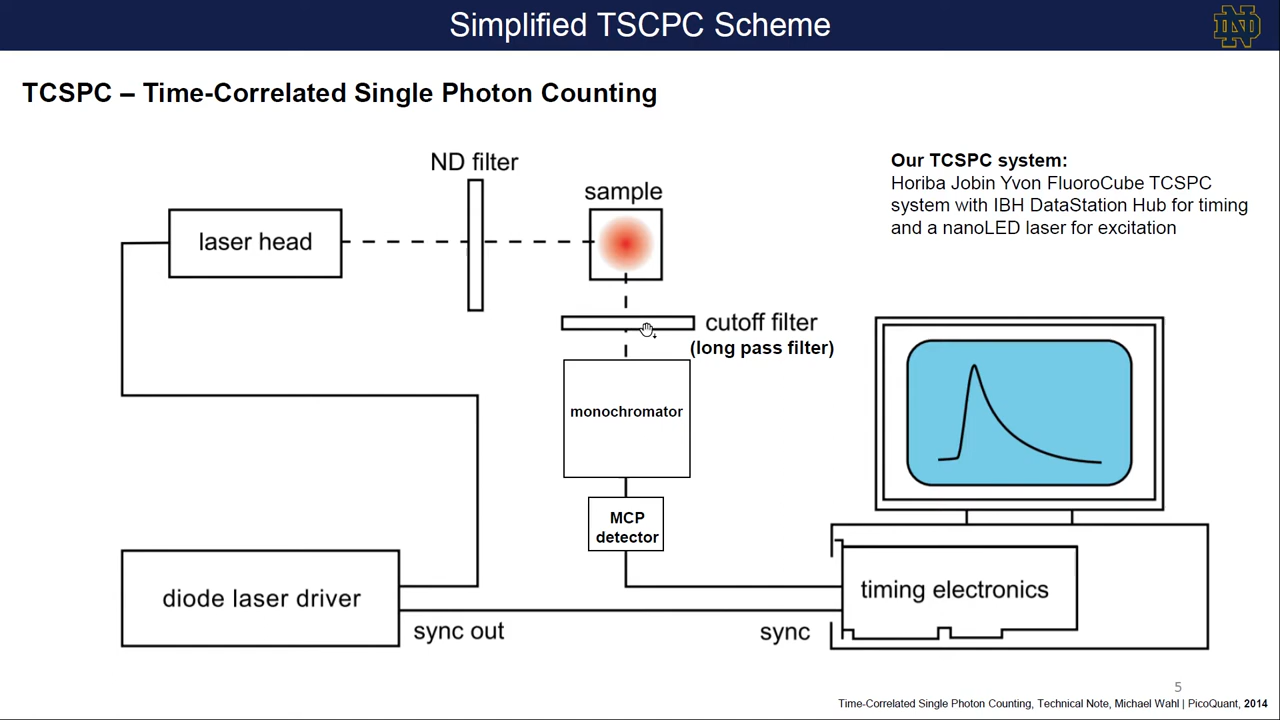 Simplified TSCPC Scheme
ND
TCSPC – Time-Correlated Single Photon Counting
ND filter
sample
laser head
Our TCSPC system:
Horiba Jobin Yvon FluoroCube TCSPC
system with IBH DataStation Hub for timing
and a nanoLED laser for excitation
cutoff filter
(long pass filter)
monochromator
MCP
detector
diode laser driver
timing electronics
sync out
sync
5
Time-Correlated Single Photon Counting, Technical Note, Michael Wahl | PicoQuant, 2014